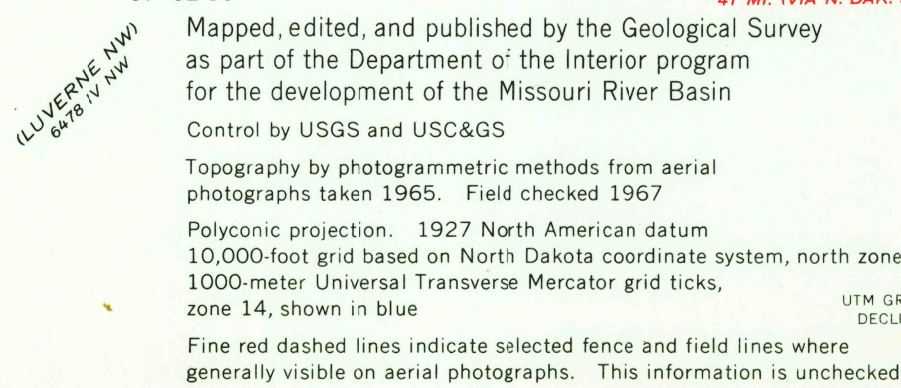 47 MI. (VIA N. DAK.
(LUVERNE NW)
6478 IV NW
Mapped, edited, and published by the Geological Survey
as part of the Department of the Interior program
for the development of the Missouri River Basin
Control by USGS and USC&GS
Topography by photogrammetric methods from aerial
photographs taken 1965. Field checked 1967
Polyconic projection. 1927 North American datum
10,000-foot grid based on North Dakota coordinate system, north zone
1000-meter Universal Transverse Mercator grid ticks,
zone 14, shown in blue
UTM GR
DECLI
Fine red dashed lines indicate selected fence and field lines where
generally visible on aerial photographs. This information is unchecked